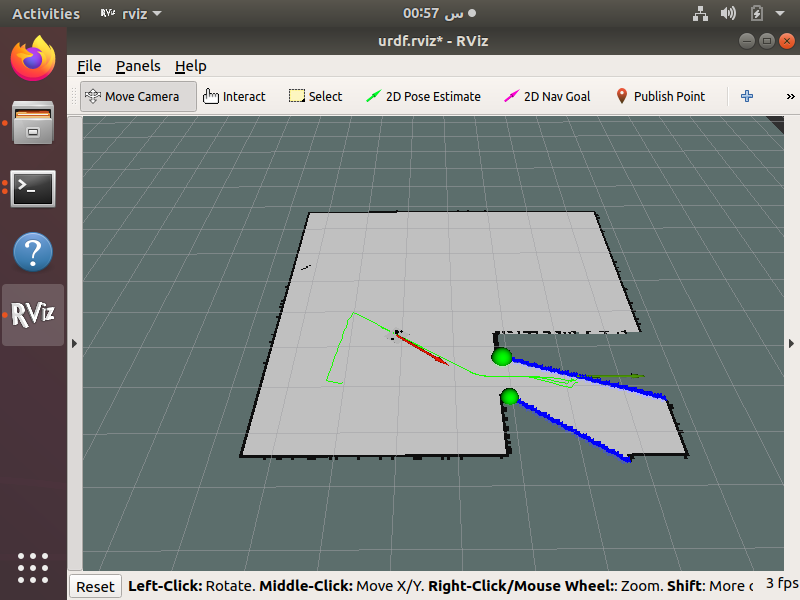 Activities RViz rviz س 00:57
urdf.rviz* - RViz
File Panels Help
Move Camera Interact Select 2D Pose Estimate 2D Nav Goal Publish Point »
>_
?
RViz
Reset Left-Click: Rotate. Middle-Click: Move X/Y. Right-Click/Mouse Wheel:: Zoom. Shift: More o 3 fps